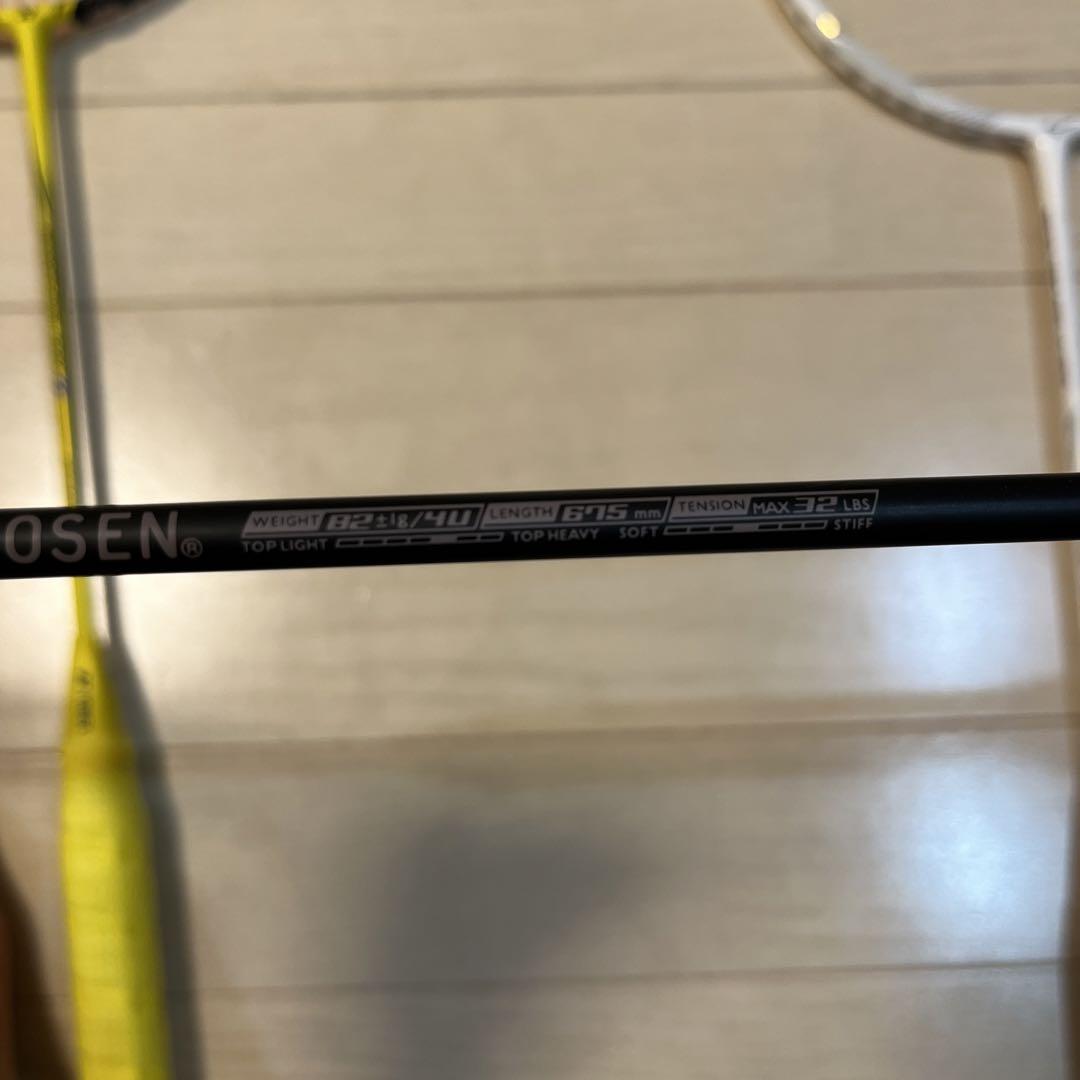 OSEN®
WEIGHT 82±1g/4U LENGTH 675 mm TENSION MAX 32 LBS
TOP LIGHT TOP HEAVY SOFT STIFF